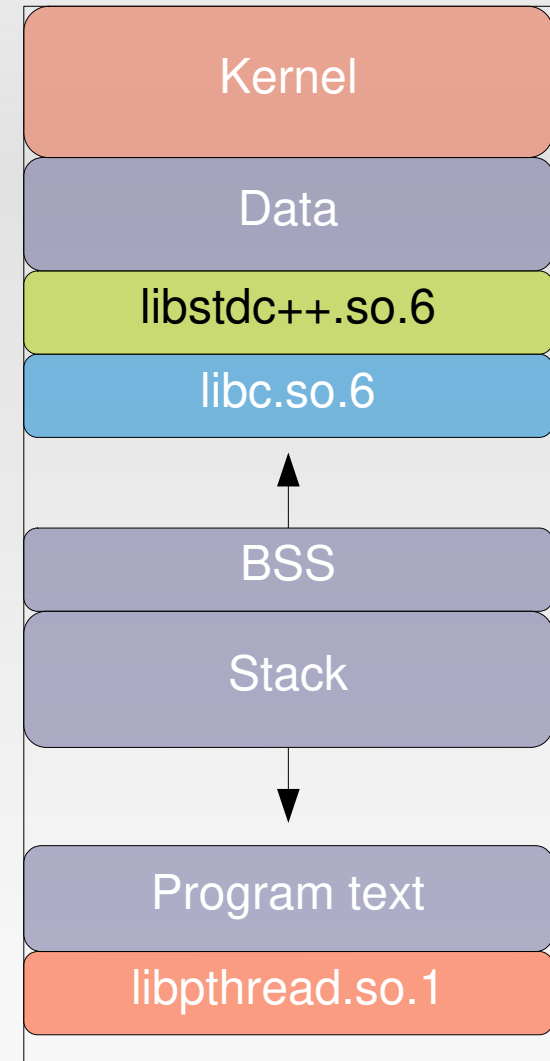 Kernel
Data
libstdc++.so.6
libc.so.6
BSS
Stack
Program text
libpthread.so.1